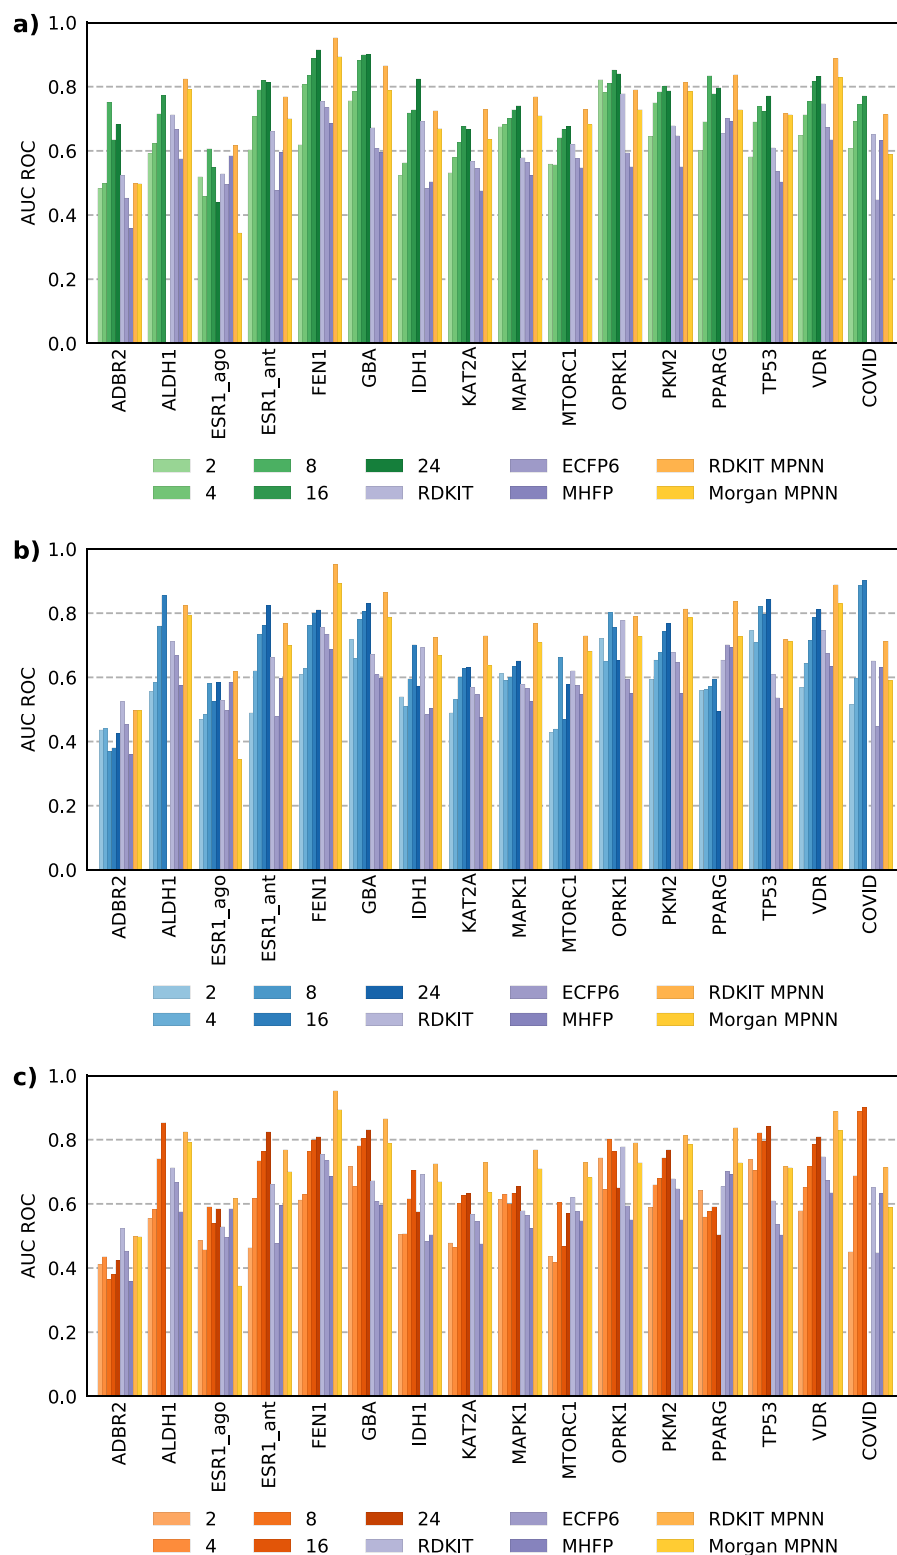 a)
1.0
0.8
0.6
0.4
0.2
0.0
AUC ROC
ADBR2 ALDH1 ESR1_ago ESR1_ant FEN1 GBA IDH1 KAT2A MAPK1 MTORC1 OPRK1 PKM2 PPARG TP53 VDR COVID
2 8 24 ECFP6 RDKIT MPNN
4 16 RDKIT MHFP Morgan MPNN
b)
1.0
0.8
0.6
0.4
0.2
0.0
AUC ROC
ADBR2 ALDH1 ESR1_ago ESR1_ant FEN1 GBA IDH1 KAT2A MAPK1 MTORC1 OPRK1 PKM2 PPARG TP53 VDR COVID
2 8 24 ECFP6 RDKIT MPNN
4 16 RDKIT MHFP Morgan MPNN
c)
1.0
0.8
0.6
0.4
0.2
0.0
AUC ROC
ADBR2 ALDH1 ESR1_ago ESR1_ant FEN1 GBA IDH1 KAT2A MAPK1 MTORC1 OPRK1 PKM2 PPARG TP53 VDR COVID
2 8 24 ECFP6 RDKIT MPNN
4 16 RDKIT MHFP Morgan MPNN